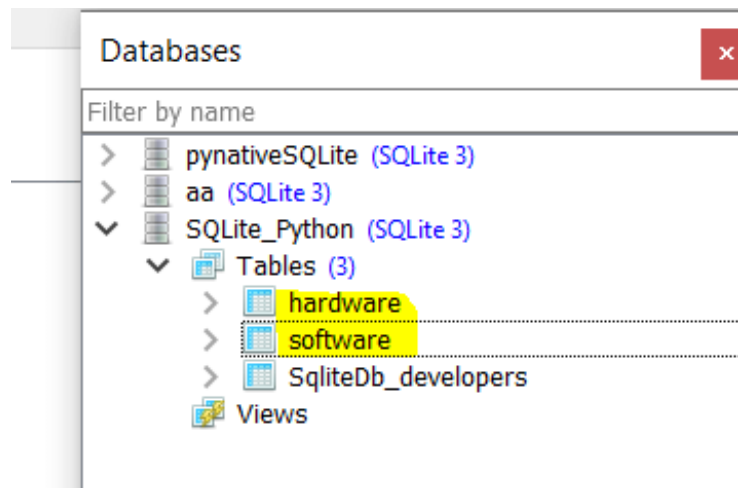 Databases
Filter by name
pynativeSQLite (SQLite 3)
aa (SQLite 3)
SQLite_Python (SQLite 3)
Tables (3)
hardware
software
SqliteDb_developers
Views